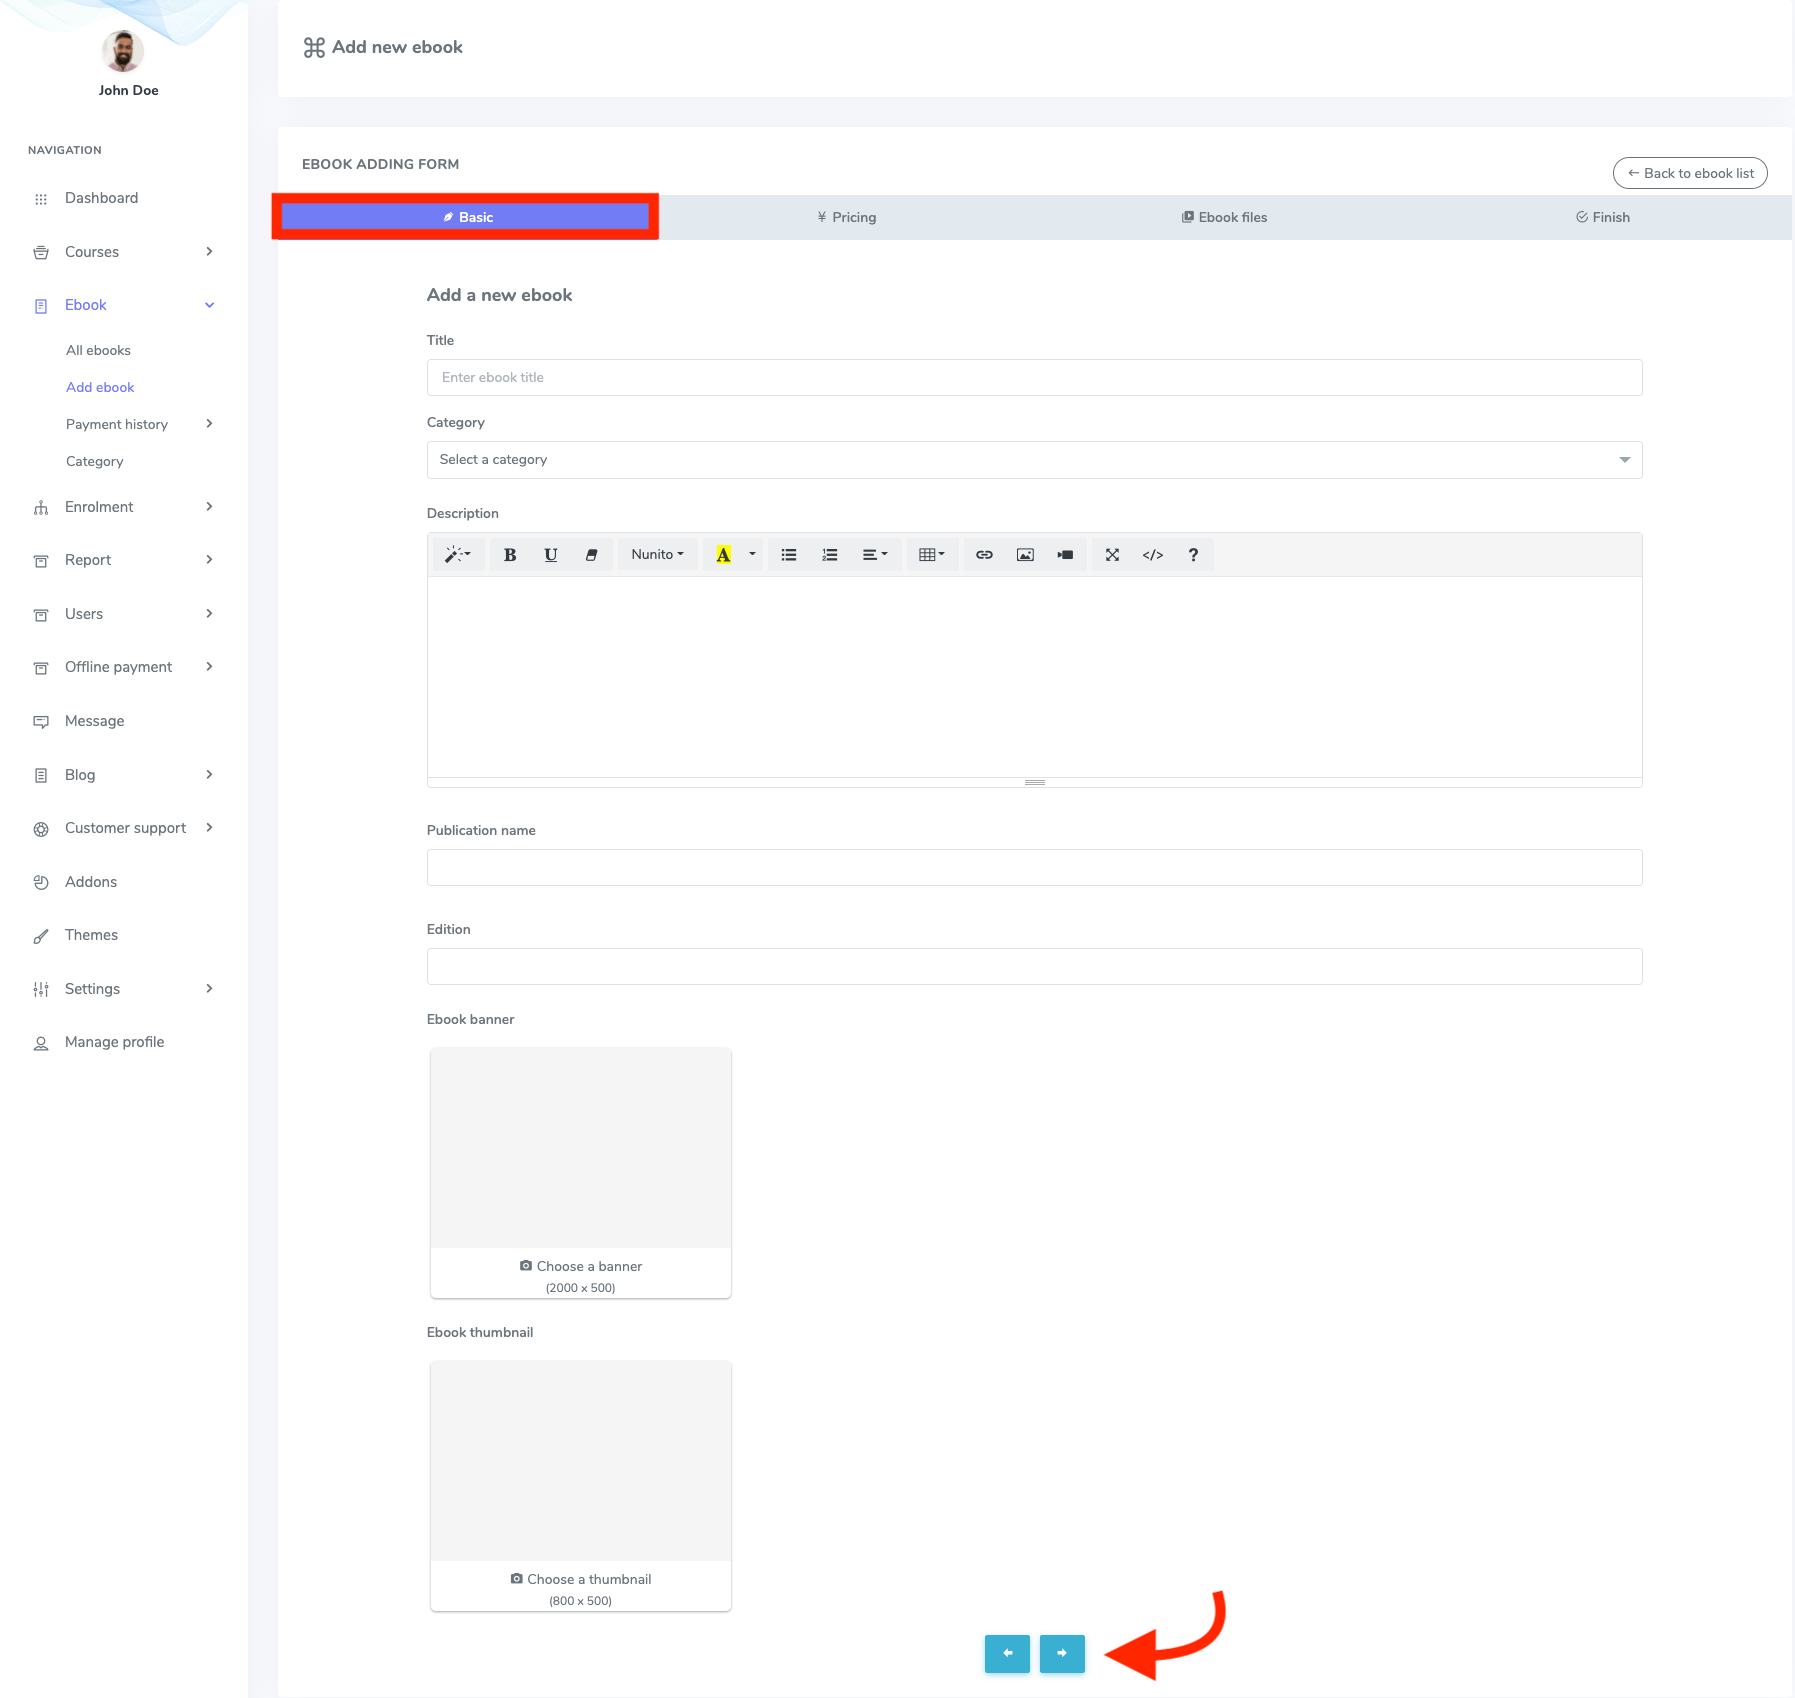 John Doe
NAVIGATION
Dashboard
Courses
Ebook
All ebooks
Add ebook
Payment history
Category
Enrolment
Report
Users
Offline payment
Message
Blog
Customer support
Addons
Themes
Settings
Manage profile
Add new ebook
EBOOK ADDING FORM
Back to ebook list
Basic
¥ Pricing
Ebook files
Finish
Add a new ebook
Title
Enter ebook title
Category
Select a category
Description
B U Nunito A </> ?
Publication name
Edition
Ebook banner
Choose a banner
(2000 x 500)
Ebook thumbnail
Choose a thumbnail
(800 x 500)